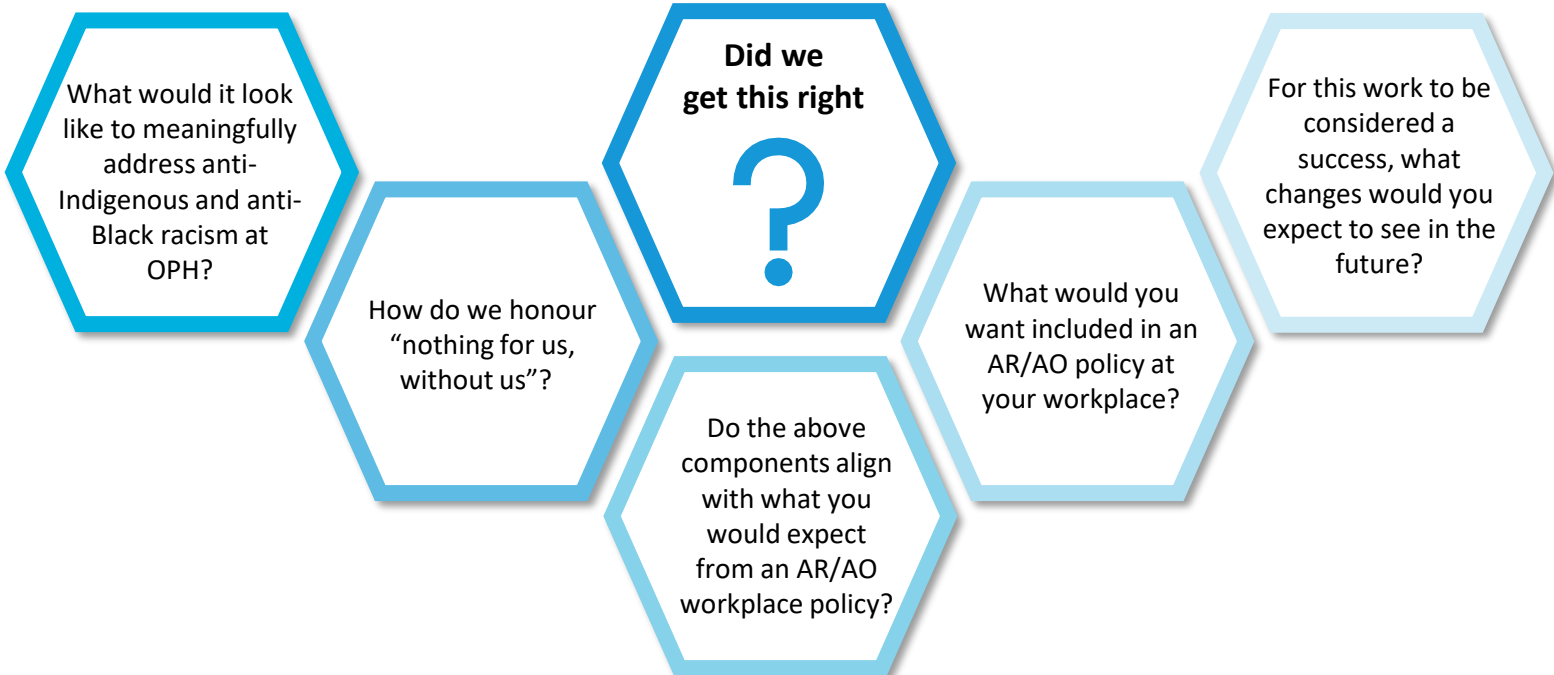 What would it look
like to meaningfully
address anti-
Indigenous and anti-
Black racism at
OPH?
How do we honour
“nothing for us,
without us”?
Did we
get this right
?
Do the above
components align
with what you
would expect
from an AR/AO
workplace policy?
What would you
want included in an
AR/AO policy at
your workplace?
For this work to be
considered a
success, what
changes would you
expect to see in the
future?